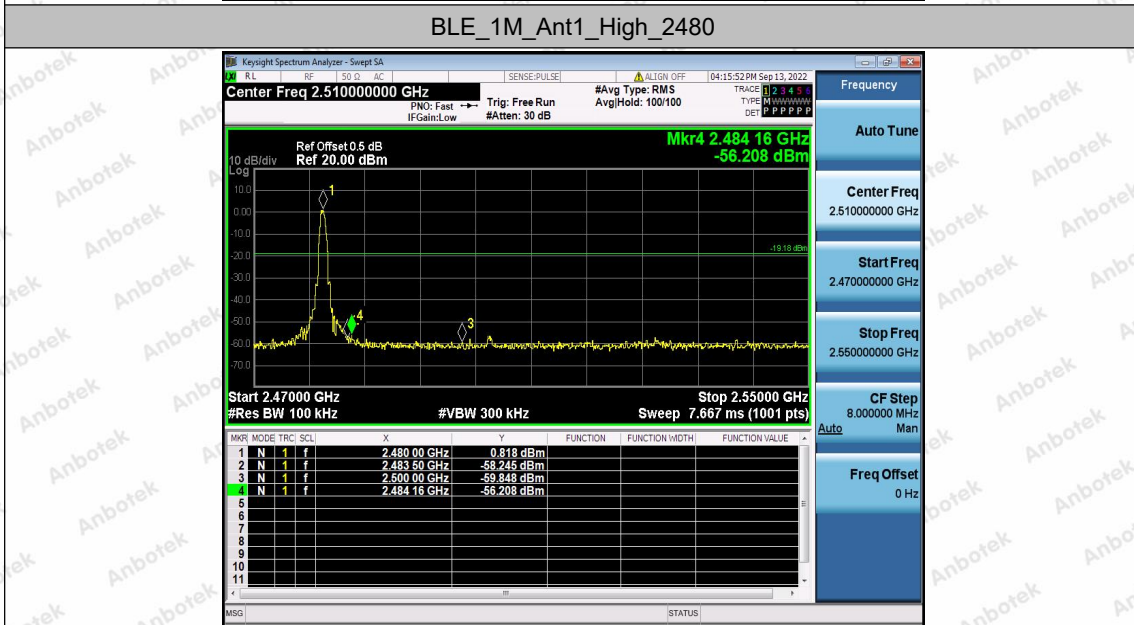 BLE_1M_Ant1_High_2480
Keysight Spectrum Analyzer - Swept SA
LXI RL RF 50 Ω AC SENSE:PULSE ALIGN OFF 04:15:52 PM Sep 13, 2022
Center Freq 2.510000000 GHz
PNO: Fast
IFGain:Low
Trig: Free Run
#Atten: 30 dB
#Avg Type: RMS
Avg|Hold: 100/100
TRACE 1 2 3 4 5 6
TYPE M W W W W W
DET P P P P P P
Ref Offset 0.5 dB
Ref 20.00 dBm
10 dB/div
Log
Mkr4 2.484 16 GHz
-56.208 dBm
10.0
0.00
-10.0
-20.0
-30.0
-40.0
-50.0
-60.0
-70.0
1
4
3
-19.18 dBm
Start 2.47000 GHz
Stop 2.55000 GHz
#Res BW 100 kHz
#VBW 300 kHz
Sweep 7.667 ms (1001 pts)
MKR MODE TRC SCL X Y FUNCTION FUNCTION WIDTH FUNCTION VALUE
1 N 1 f 2.480 00 GHz 0.818 dBm
2 N 1 f 2.483 50 GHz -58.245 dBm
3 N 1 f 2.500 00 GHz -59.848 dBm
4 N 1 f 2.484 16 GHz -56.208 dBm
5
6
7
8
9
10
11
MSG
STATUS
Frequency
Auto Tune
Center Freq
2.510000000 GHz
Start Freq
2.470000000 GHz
Stop Freq
2.550000000 GHz
CF Step
8.000000 MHz
Auto Man
Freq Offset
0 Hz
Anbotek